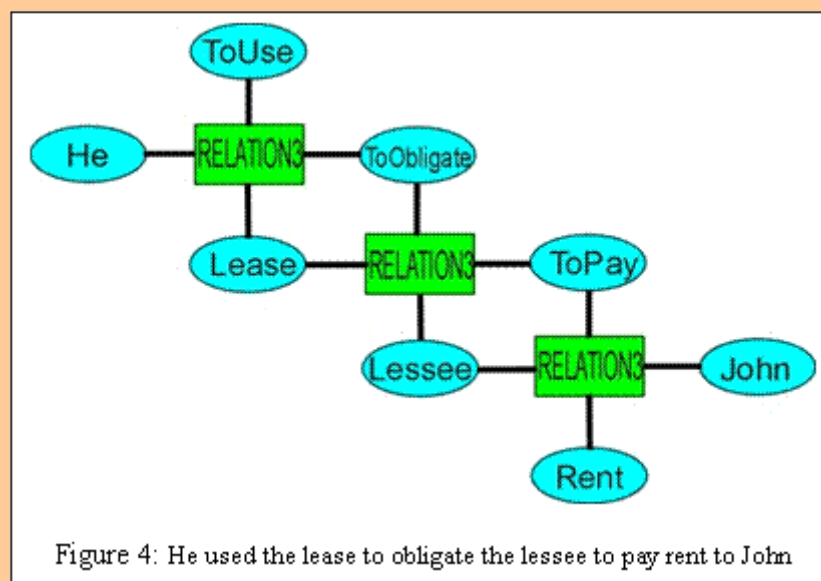 ToUse
He
RELATION3
ToObligate
Lease
RELATION3
ToPay
Lessee
RELATION3
John
Rent
Figure 4: He used the lease to obligate the lessee to pay rent to John